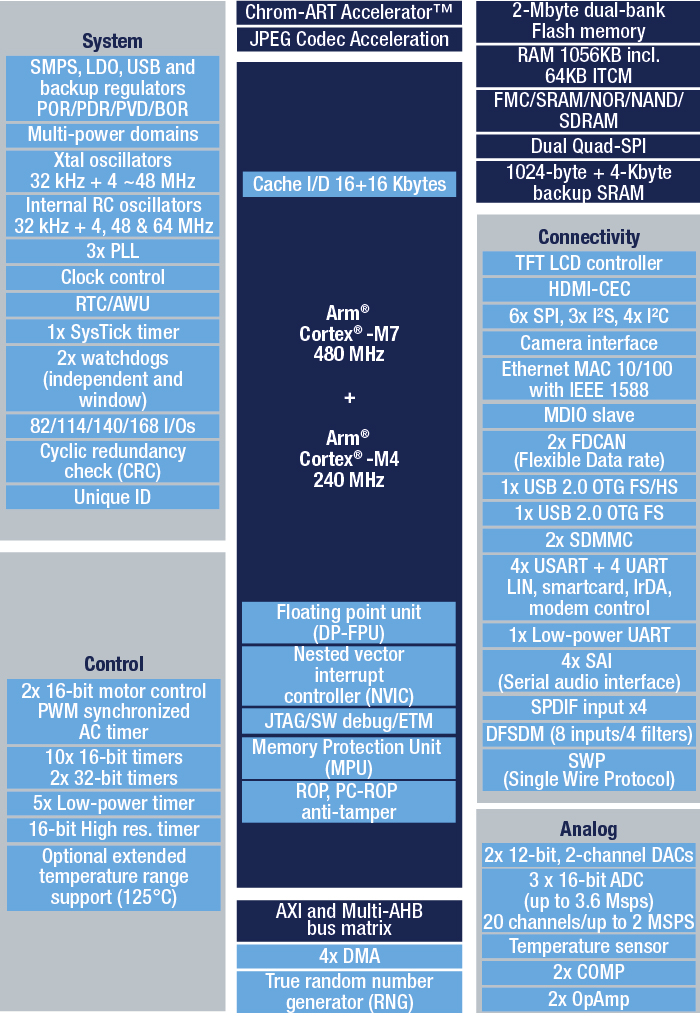 System
SMPS, LDO, USB and
backup regulators
POR/PDR/PVD/BOR
Multi-power domains
Xtal oscillators
32 kHz + 4 ~48 MHz
Internal RC oscillators
32 kHz + 4, 48 & 64 MHz
3x PLL
Clock control
RTC/AWU
1x SysTick timer
2x watchdogs
(independent and
window)
82/114/140/168 I/Os
Cyclic redundancy
check (CRC)
Unique ID
Control
2x 16-bit motor control
PWM synchronized
AC timer
10x 16-bit timers
2x 32-bit timers
5x Low-power timer
16-bit High res. timer
Optional extended
temperature range
support (125°C)
Chrom-ART Accelerator™
JPEG Codec Acceleration
Cache I/D 16+16 Kbytes
Arm®
Cortex® -M7
480 MHz
+
Arm®
Cortex® -M4
240 MHz
Floating point unit
(DP-FPU)
Nested vector
interrupt
controller (NVIC)
JTAG/SW debug/ETM
Memory Protection Unit
(MPU)
ROP, PC-ROP
anti-tamper
AXI and Multi-AHB
bus matrix
4x DMA
True random number
generator (RNG)
2-Mbyte dual-bank
Flash memory
RAM 1056KB incl.
64KB ITCM
FMC/SRAM/NOR/NAND/
SDRAM
Dual Quad-SPI
1024-byte + 4-Kbyte
backup SRAM
Connectivity
TFT LCD controller
HDMI-CEC
6x SPI, 3x I²S, 4x I²C
Camera interface
Ethernet MAC 10/100
with IEEE 1588
MDIO slave
2x FDCAN
(Flexible Data rate)
1x USB 2.0 OTG FS/HS
1x USB 2.0 OTG FS
2x SDMMC
4x USART + 4 UART
LIN, smartcard, IrDA,
modem control
1x Low-power UART
4x SAI
(Serial audio interface)
SPDIF input x4
DFSDM (8 inputs/4 filters)
SWP
(Single Wire Protocol)
Analog
2x 12-bit, 2-channel DACs
3 x 16-bit ADC
(up to 3.6 Msps)
20 channels/up to 2 MSPS
Temperature sensor
2x COMP
2x OpAmp